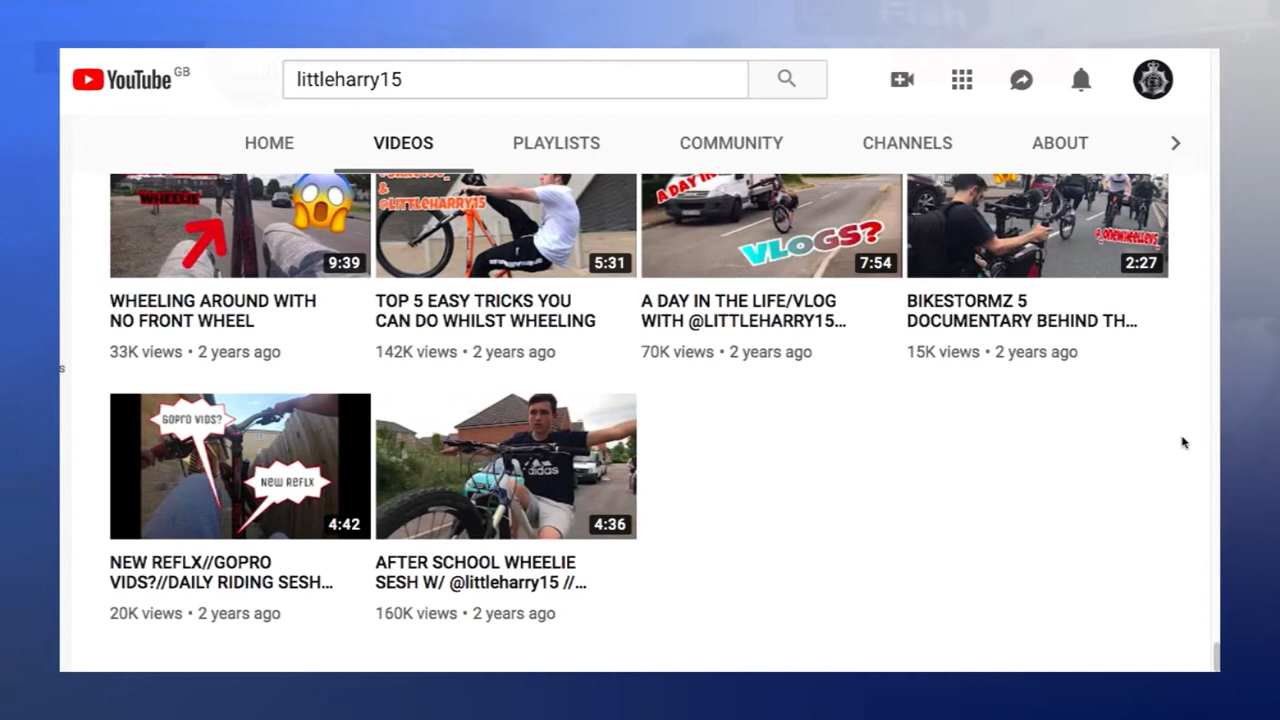 YouTube GB
littleharry15
HOME VIDEOS PLAYLISTS COMMUNITY CHANNELS ABOUT
WHEELIE
&
@LITTLEHARRY15
A DAY IN
VLOGS?
@_ONEWHEELLEVS_
9:39
5:31
7:54
2:27
WHEELING AROUND WITH
NO FRONT WHEEL
33K views • 2 years ago
TOP 5 EASY TRICKS YOU
CAN DO WHILST WHEELING
142K views • 2 years ago
A DAY IN THE LIFE/VLOG
WITH @LITTLEHARRY15...
70K views • 2 years ago
BIKESTORMZ 5
DOCUMENTARY BEHIND TH...
15K views • 2 years ago
GOPRO VIDS?
NEW REFLX
4:42
adidas
4:36
NEW REFLX//GOPRO
VIDS?//DAILY RIDING SESH...
20K views • 2 years ago
AFTER SCHOOL WHEELIE
SESH W/ @littleharry15 //...
160K views • 2 years ago